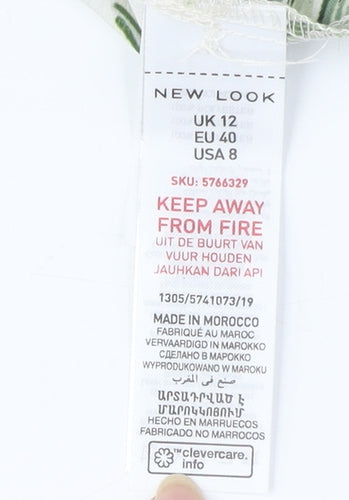 NEW LOOK
UK 12
EU 40
USA 8
SKU: 5766329
KEEP AWAY
FROM FIRE
UIT DE BUURT VAN
VUUR HOUDEN
JAUHKAN DARI API
1305/5741073/19
MADE IN MOROCCO
FABRIQUÉ AU MAROC
VERVAARDIGD IN MAROKKO
СДЕЛАНО В МАРОККО
WYPRODUKOWANO W MAROKU
صنع في المغرب
ԱՐՏԱԴՐՎԱԾ Է
ՄԱՐՈԿԿՈՅՈՒՄ
HECHO EN MARRUECOS
FABRICADO NO MARROCOS
™clevercare.
info